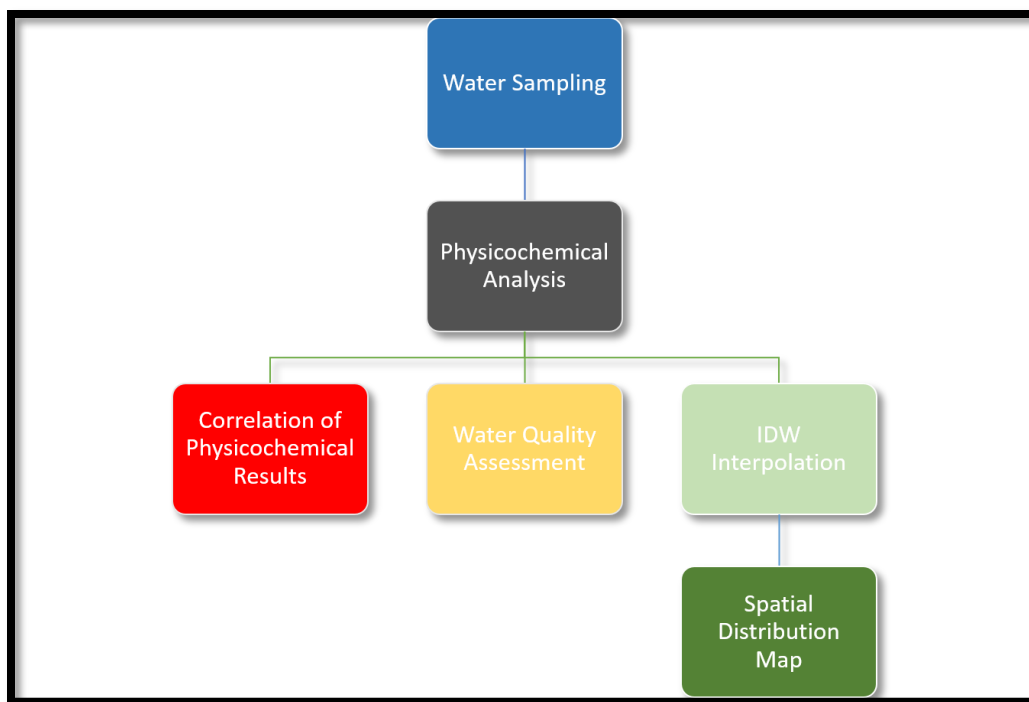 Water Sampling
Physicochemical
Analysis
Correlation of
Physicochemical
Results
Water Quality
Assessment
IDW
Interpolation
Spatial
Distribution
Map